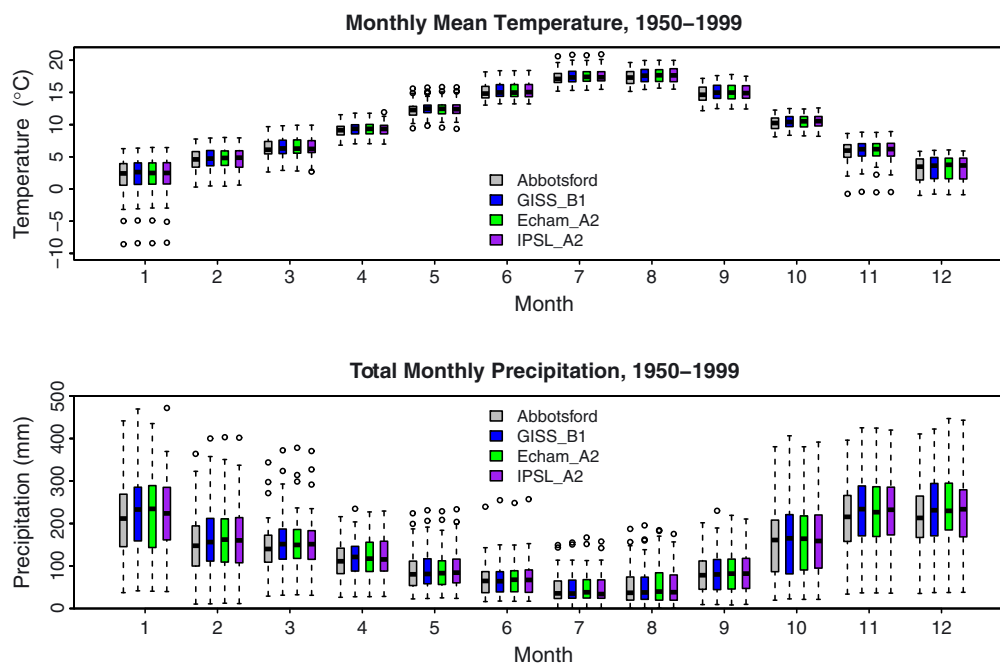 Monthly Mean Temperature, 1950−1999
Temperature (°C)
20
15
10
5
0
−5
−10
Abbotsford
GISS_B1
Echam_A2
IPSL_A2
1 2 3 4 5 6 7 8 9 10 11 12
Month
Total Monthly Precipitation, 1950−1999
Precipitation (mm)
500
400
300
200
100
0
Abbotsford
GISS_B1
Echam_A2
IPSL_A2
1 2 3 4 5 6 7 8 9 10 11 12
Month